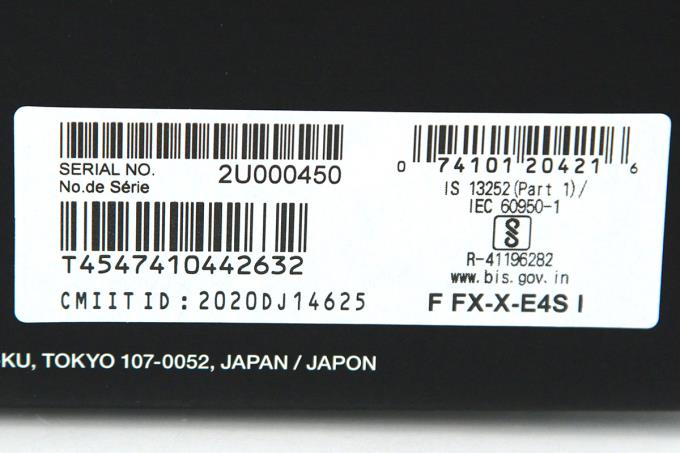 SERIAL NO.
No.de Série
2U000450
T4547410442632
CMIIT ID : 2020DJ14625
0 74101 20421 6
IS 13252(Part 1)/
IEC 60950-1
R-41196282
www.bis.gov.in
F FX-X-E4S I
-KU, TOKYO 107-0052, JAPAN / JAPON